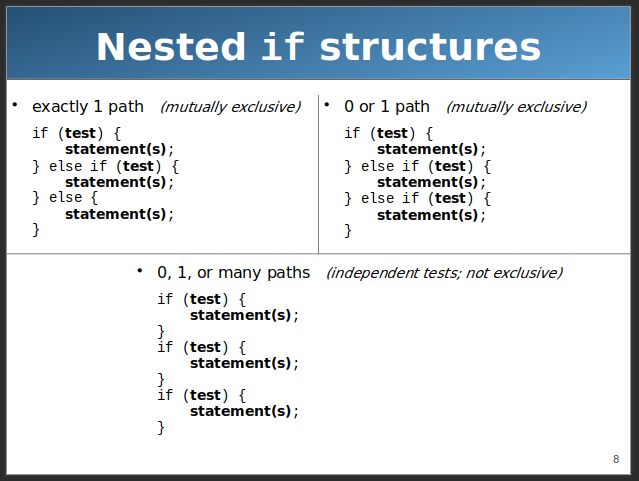 Nested if structures
• exactly 1 path (mutually exclusive)
if (test) {
    statement(s);
} else if (test) {
    statement(s);
} else {
    statement(s);
}
• 0 or 1 path (mutually exclusive)
if (test) {
    statement(s);
} else if (test) {
    statement(s);
} else if (test) {
    statement(s);
}
• 0, 1, or many paths (independent tests; not exclusive)
if (test) {
    statement(s);
}
if (test) {
    statement(s);
}
if (test) {
    statement(s);
}
8